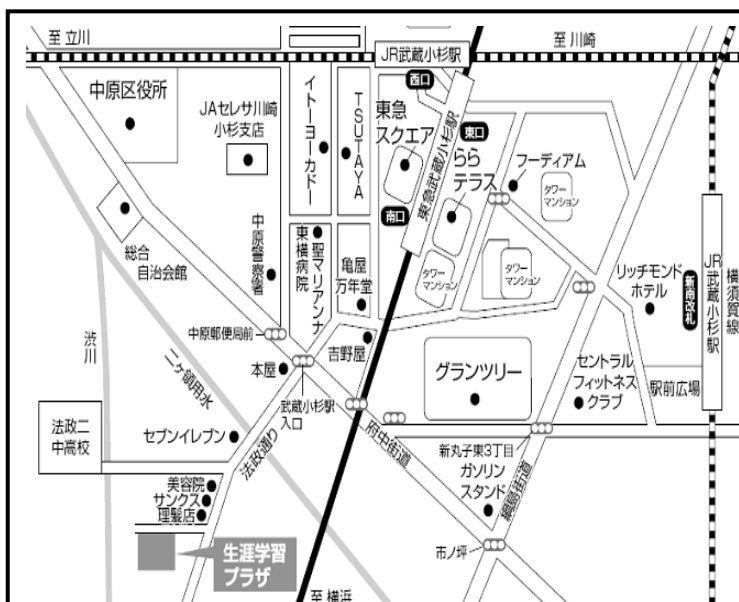 至 立川
至 川崎
JR武蔵小杉駅
中原区役所
JAセレサ川崎
小杉支店
イトーヨーカドー
TSUTAYA
西口
東急
スクエア
東急武蔵小杉駅
東口
らら
テラス
フーディアム
タワー
マンション
南口
総合
自治会館
中原警察署
聖マリアンナ
東横病院
亀屋
万年堂
タワー
マンション
タワー
マンション
リッチモンド
ホテル
新南改札
JR武蔵小杉駅
横須賀線
渋川
二ヶ領用水
中原郵便局前
吉野屋
本屋
武蔵小杉駅
入口
グランツリー
セントラル
フィットネス
クラブ
駅前広場
法政二
中高校
セブンイレブン
法政通り
府中街道
新丸子東3丁目
ガソリン
スタンド
綱島街道
美容院
サンクス
理髪店
生涯学習
プラザ
市ノ坪
至 横浜